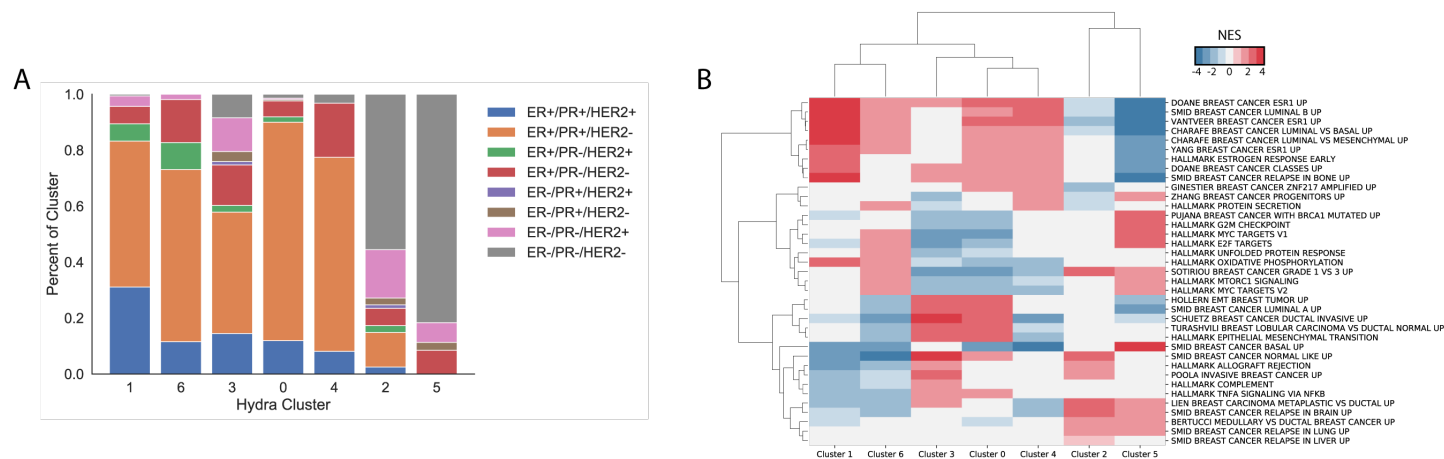 A
Percent of Cluster
1.0
0.8
0.6
0.4
0.2
0.0
1 6 3 0 4 2 5
Hydra Cluster
ER+/PR+/HER2+
ER+/PR+/HER2-
ER+/PR-/HER2+
ER+/PR-/HER2-
ER-/PR+/HER2+
ER-/PR+/HER2-
ER-/PR-/HER2+
ER-/PR-/HER2-
B
NES
-4 -2 0 2 4
DOANE BREAST CANCER ESR1 UP
SMID BREAST CANCER LUMINAL B UP
VANTVEER BREAST CANCER ESR1 UP
CHARAFE BREAST CANCER LUMINAL VS BASAL UP
CHARAFE BREAST CANCER LUMINAL VS MESENCHYMAL UP
YANG BREAST CANCER ESR1 UP
HALLMARK ESTROGEN RESPONSE EARLY
DOANE BREAST CANCER CLASSES UP
SMID BREAST CANCER RELAPSE IN BONE UP
GINESTIER BREAST CANCER ZNF217 AMPLIFIED UP
ZHANG BREAST CANCER PROGENITORS UP
HALLMARK PROTEIN SECRETION
PUJANA BREAST CANCER WITH BRCA1 MUTATED UP
HALLMARK G2M CHECKPOINT
HALLMARK MYC TARGETS V1
HALLMARK E2F TARGETS
HALLMARK UNFOLDED PROTEIN RESPONSE
HALLMARK OXIDATIVE PHOSPHORYLATION
SOTIRIOU BREAST CANCER GRADE 1 VS 3 UP
HALLMARK MTORC1 SIGNALING
HALLMARK MYC TARGETS V2
HOLLERN EMT BREAST TUMOR UP
SMID BREAST CANCER LUMINAL A UP
SCHUETZ BREAST CANCER DUCTAL INVASIVE UP
TURASHVILI BREAST LOBULAR CARCINOMA VS DUCTAL NORMAL UP
HALLMARK EPITHELIAL MESENCHYMAL TRANSITION
SMID BREAST CANCER BASAL UP
SMID BREAST CANCER NORMAL LIKE UP
HALLMARK ALLOGRAFT REJECTION
POOLA INVASIVE BREAST CANCER UP
HALLMARK COMPLEMENT
HALLMARK TNFA SIGNALING VIA NFKB
LIEN BREAST CARCINOMA METAPLASTIC VS DUCTAL UP
SMID BREAST CANCER RELAPSE IN BRAIN UP
BERTUCCI MEDULLARY VS DUCTAL BREAST CANCER UP
SMID BREAST CANCER RELAPSE IN LUNG UP
SMID BREAST CANCER RELAPSE IN LIVER UP
Cluster 1 Cluster 6 Cluster 3 Cluster 0 Cluster 4 Cluster 2 Cluster 5